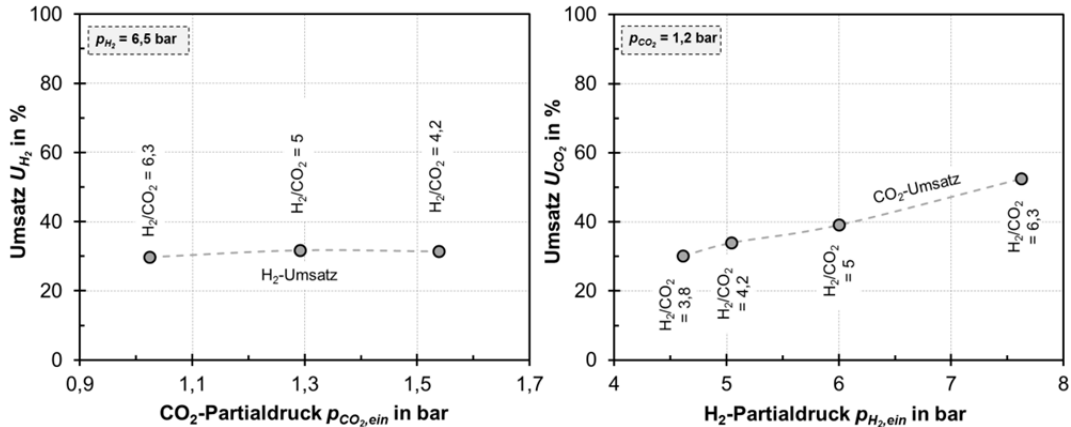 100
80
60
40
20
0
Umsatz U_H₂ in %
p_H₂ = 6,5 bar
H₂/CO₂
= 6,3
H₂/CO₂ = 5
H₂/CO₂ = 4,2
H₂-Umsatz
0,9
1,1
1,3
1,5
1,7
CO₂-Partialdruck p_CO₂,ein in bar
100
80
60
40
20
0
Umsatz U_CO₂ in %
p_CO₂ = 1,2 bar
CO₂-Umsatz
H₂/CO₂
= 3,8
H₂/CO₂
= 4,2
H₂/CO₂
= 5
H₂/CO₂
= 6,3
4
5
6
7
8
H₂-Partialdruck p_H₂,ein in bar